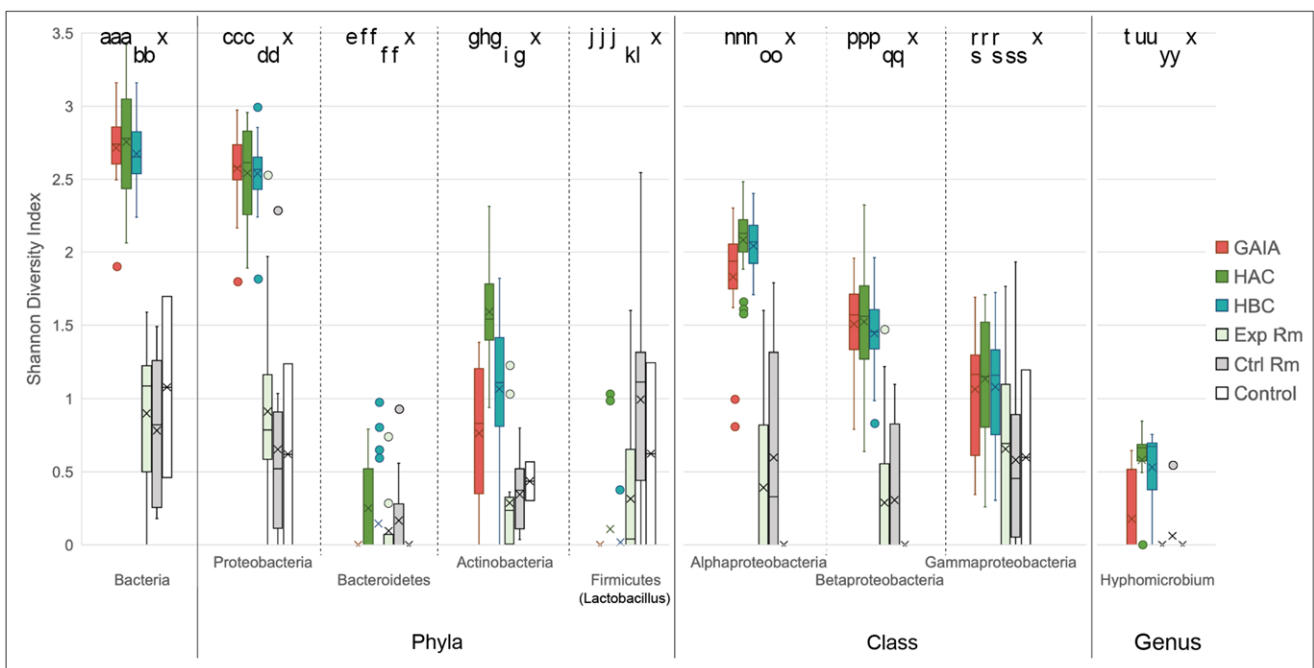 3.5
3
2.5
2
1.5
1
0.5
0
Shannon Diversity Index
aaa x
bb
ccc x
dd
eff x
ff
ghg x
i g
jjj x
kl
nnn x
oo
ppp x
qq
rrr x
s sss
tuu x
yy
GAIA
HAC
HBC
Exp Rm
Ctrl Rm
Control
Bacteria
Proteobacteria
Bacteroidetes
Actinobacteria
Firmicutes
(Lactobacillus)
Alphaproteobacteria
Betaproteobacteria
Gammaproteobacteria
Hyphomicrobium
Phyla
Class
Genus